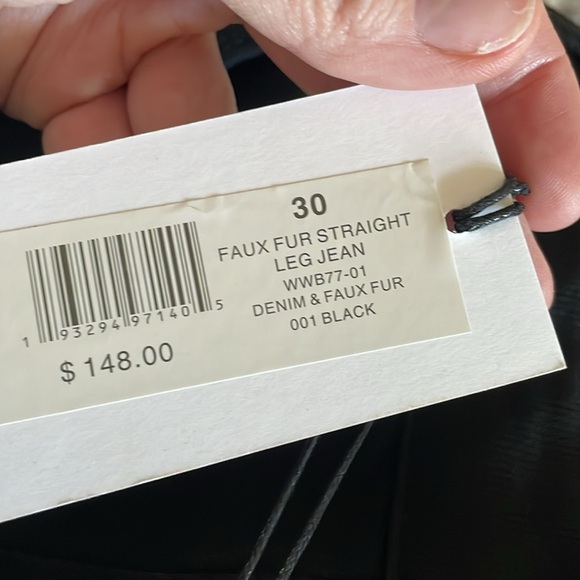 30
FAUX FUR STRAIGHT
LEG JEAN
WWB77-01
DENIM & FAUX FUR
001 BLACK
1 93294 97140 5
$ 148.00